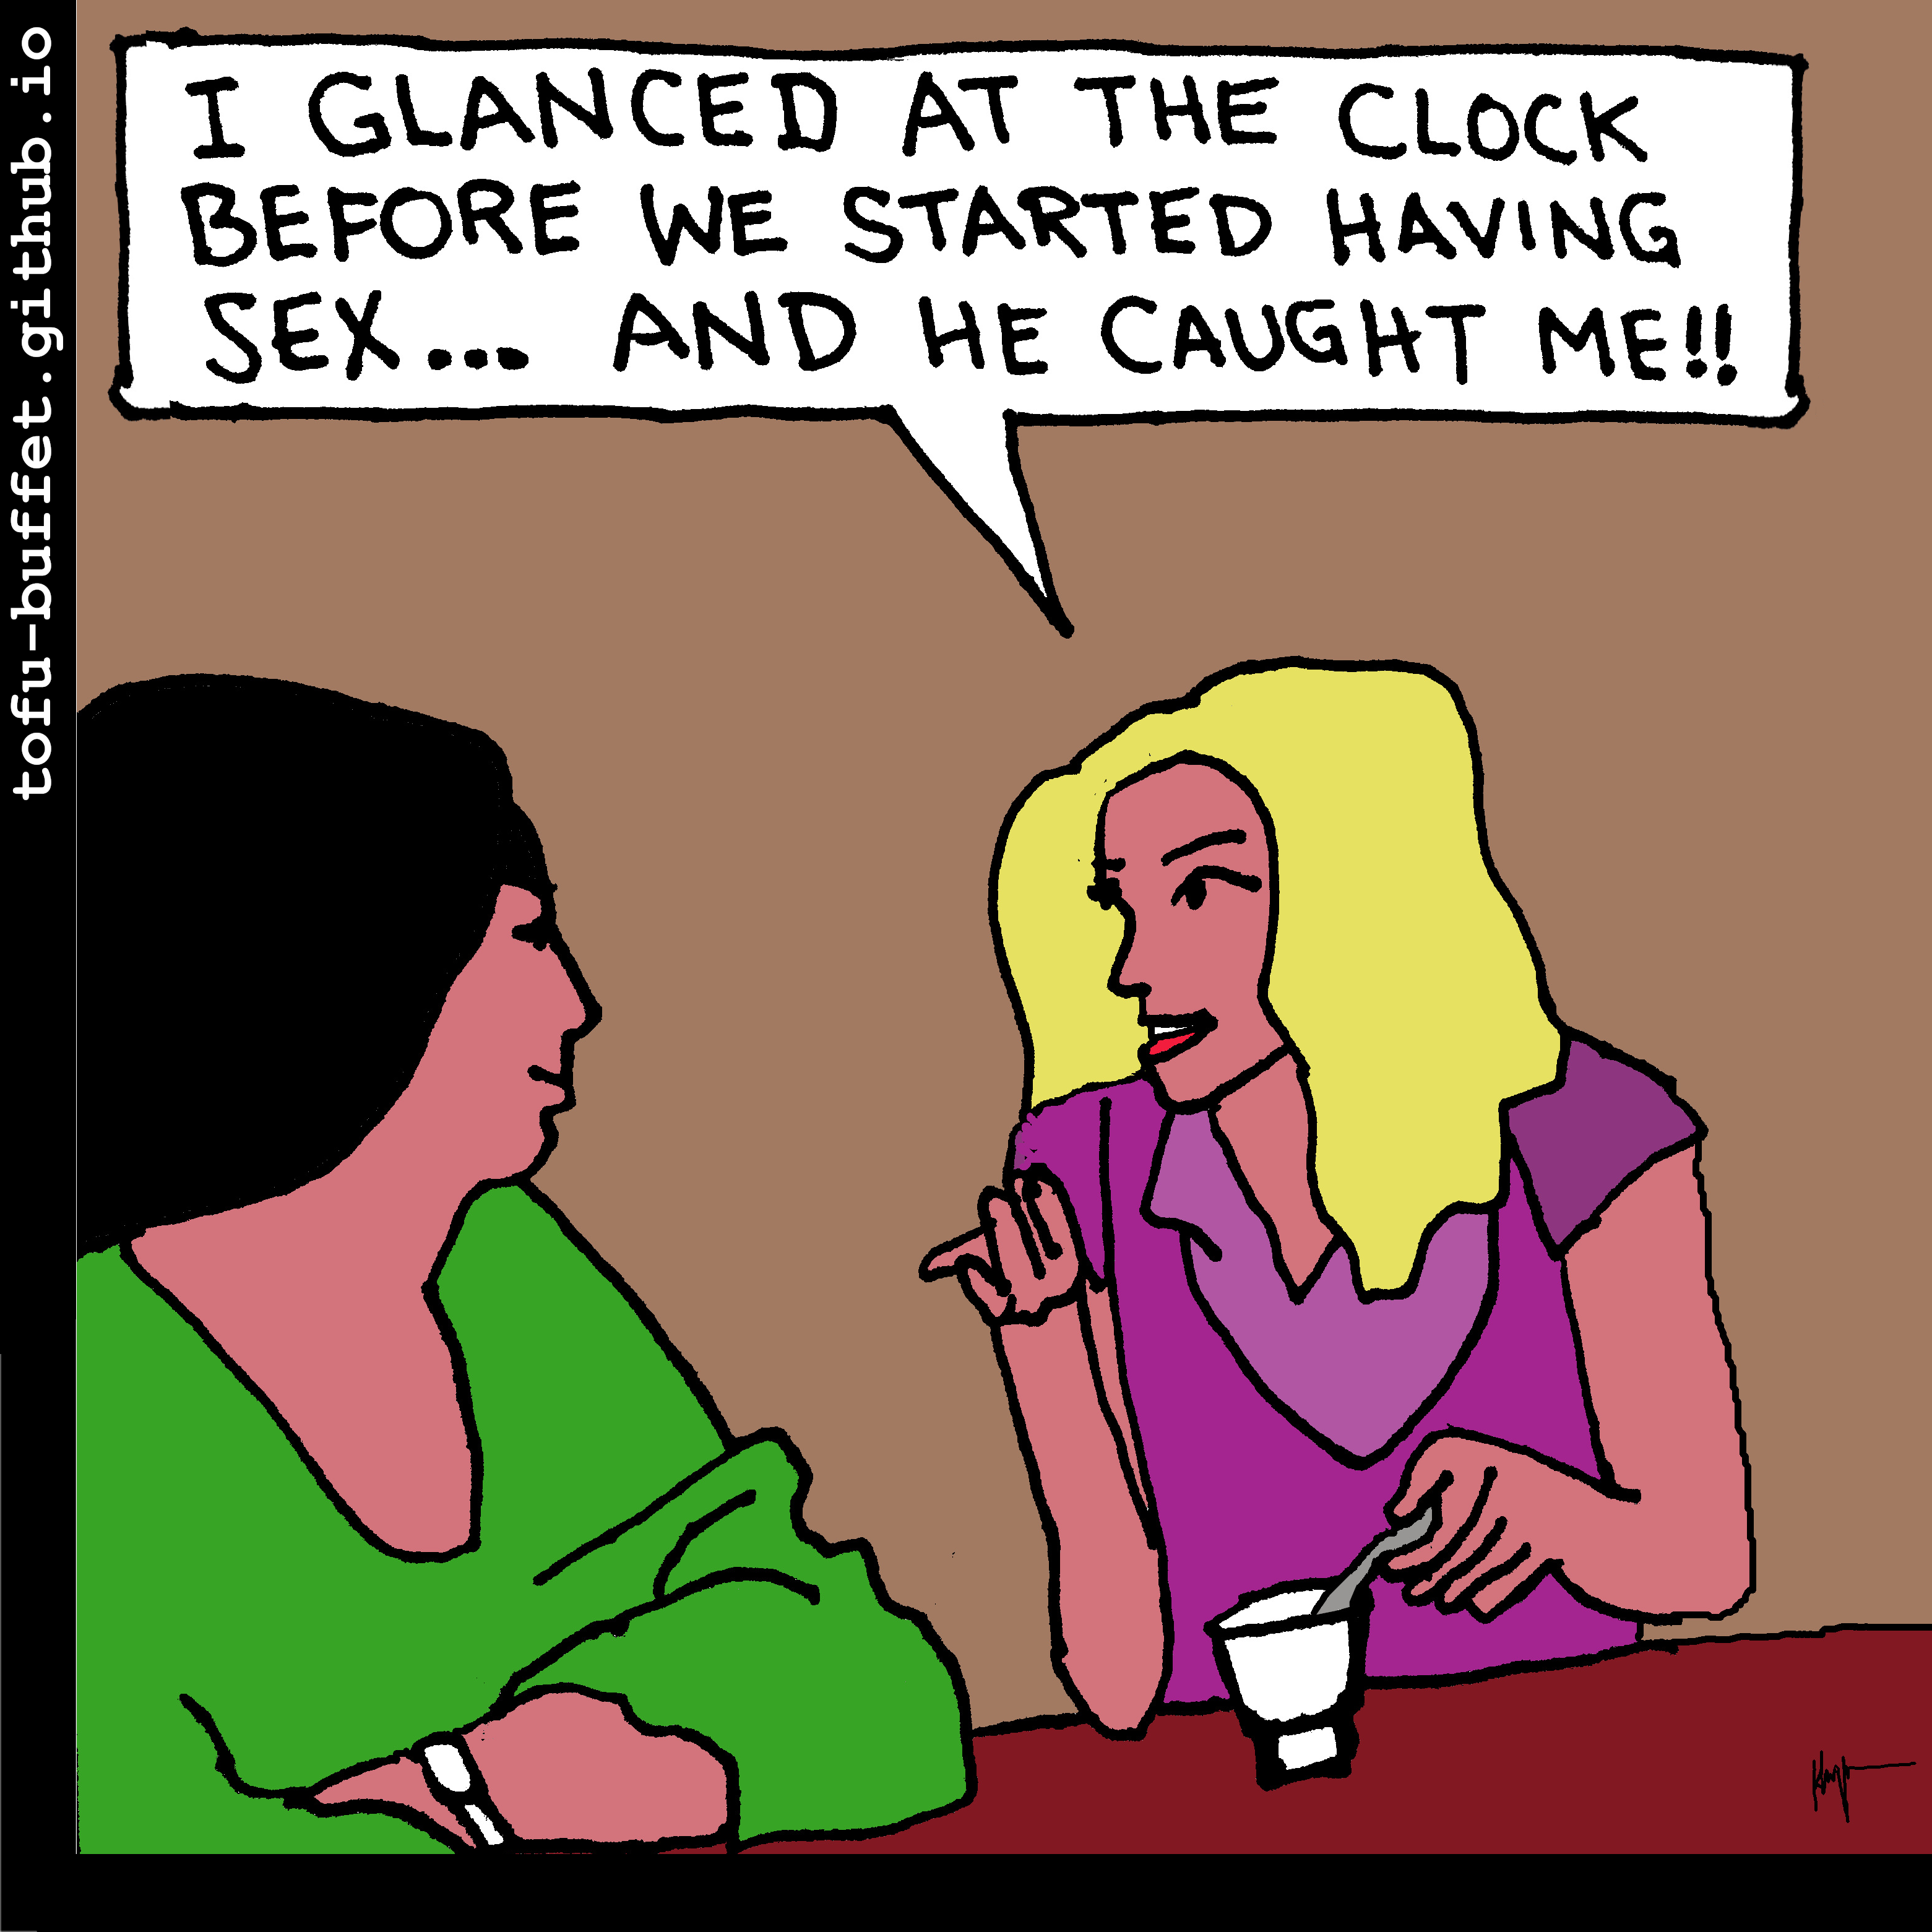 I GLANCED AT THE CLOCK
BEFORE WE STARTED HAVING
SEX... AND HE CAUGHT ME!!
tofu-buffet.github.io